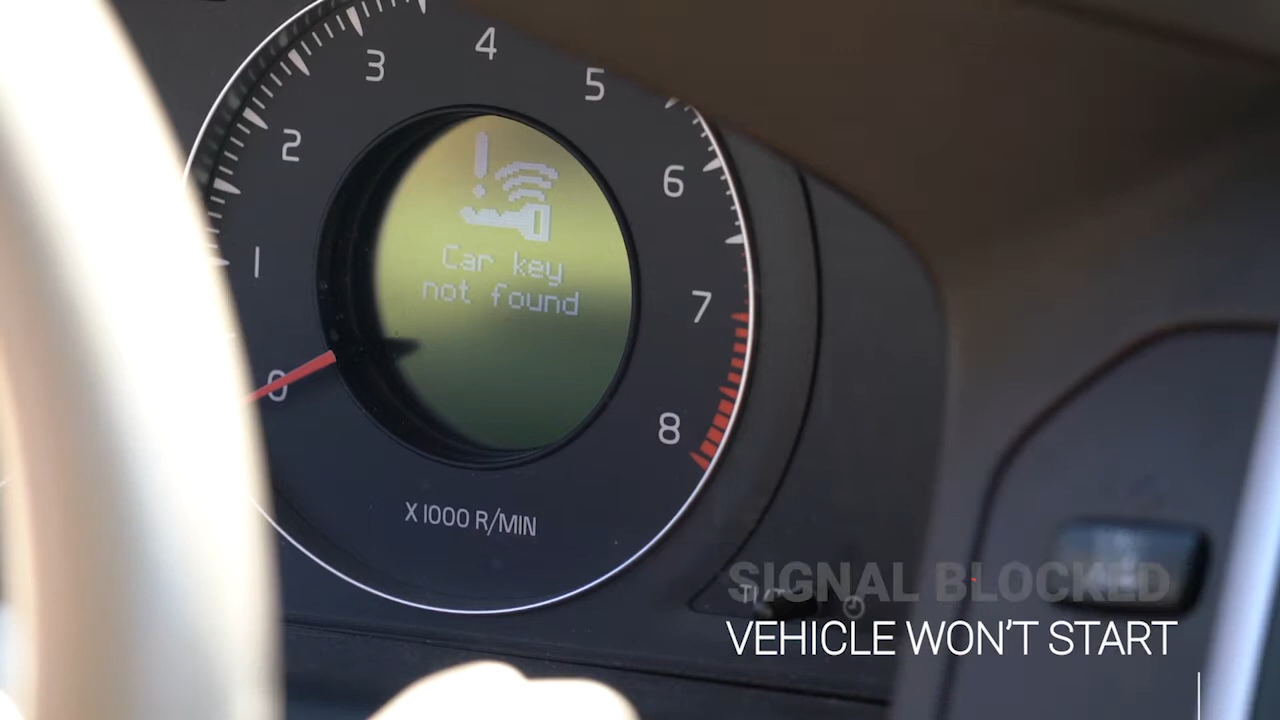 4
3
5
2
6
1
Car key
not found
7
0
8
X 1000 R/MIN
SIGNAL BLOCKED
VEHICLE WON'T START